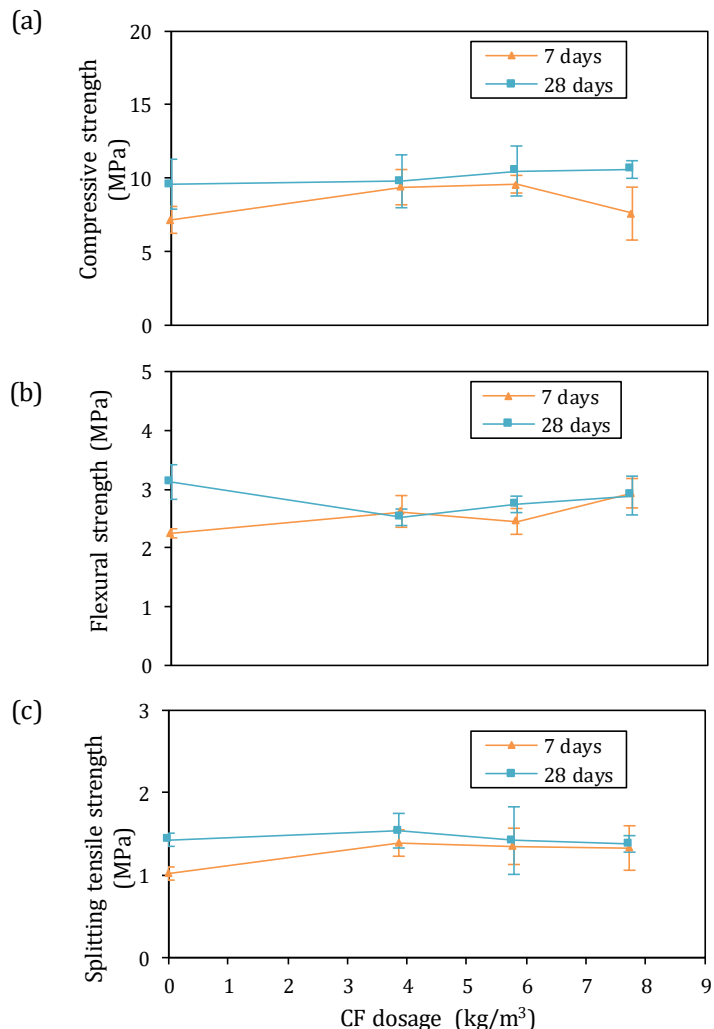 (a)
Compressive strength
(MPa)
20
15
10
5
0
7 days
28 days
(b)
Flexural strength (MPa)
5
4
3
2
1
0
7 days
28 days
(c)
Splitting tensile strength
(MPa)
3
2
1
0
7 days
28 days
0 1 2 3 4 5 6 7 8 9
CF dosage (kg/m³)